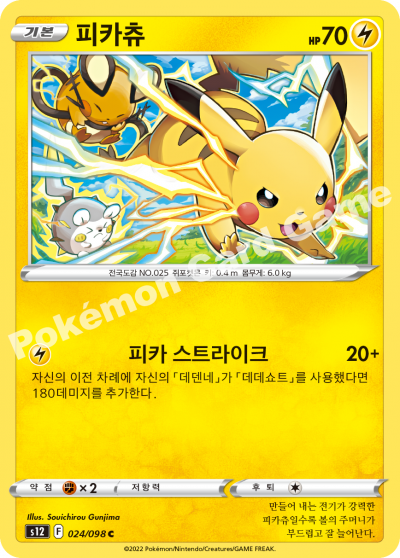 기본 피카츄 HP 70
전국도감 NO.025 쥐포켓몬 키: 0.4 m 몸무게: 6.0 kg
Pokémon Card Game
피카 스트라이크 20+
자신의 이전 차례에 자신의 「데덴네」가 「데데쇼트」를 사용했다면
180데미지를 추가한다.
약점 ×2 저항력 후퇴
Illus. Souichirou Gunjima
s12 F 024/098 C
만들어 내는 전기가 강력한
피카츄일수록 볼의 주머니가
부드럽고 잘 늘어난다.
©2022 Pokémon/Nintendo/Creatures/GAME FREAK.